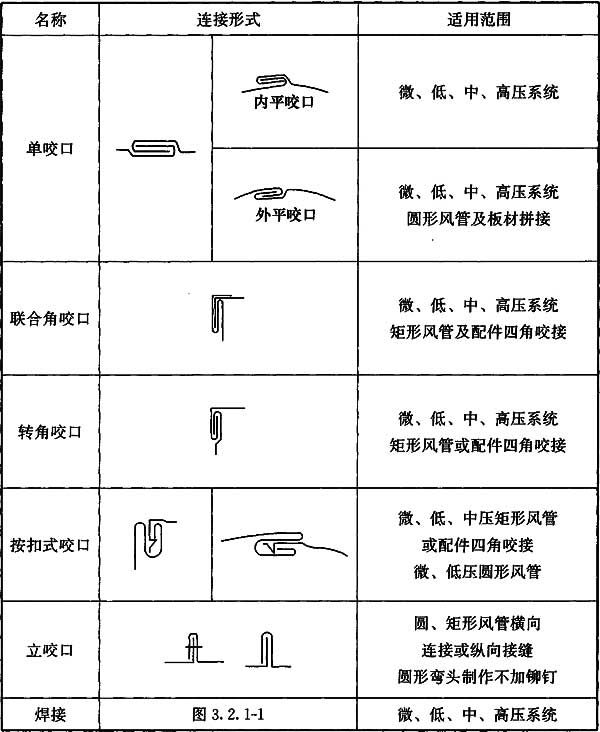 名称 连接形式 适用范围
单咬口
内平咬口
微、低、中、高压系统
外平咬口
微、低、中、高压系统
圆形风管及板材拼接
联合角咬口
微、低、中、高压系统
矩形风管及配件四角咬接
转角咬口
微、低、中、高压系统
矩形风管或配件四角咬接
按扣式咬口
微、低、中压矩形风管
或配件四角咬接
微、低压圆形风管
立咬口
圆、矩形风管横向
连接或纵向接缝
圆形弯头制作不加铆钉
焊接 图3.2.1-1 微、低、中、高压系统